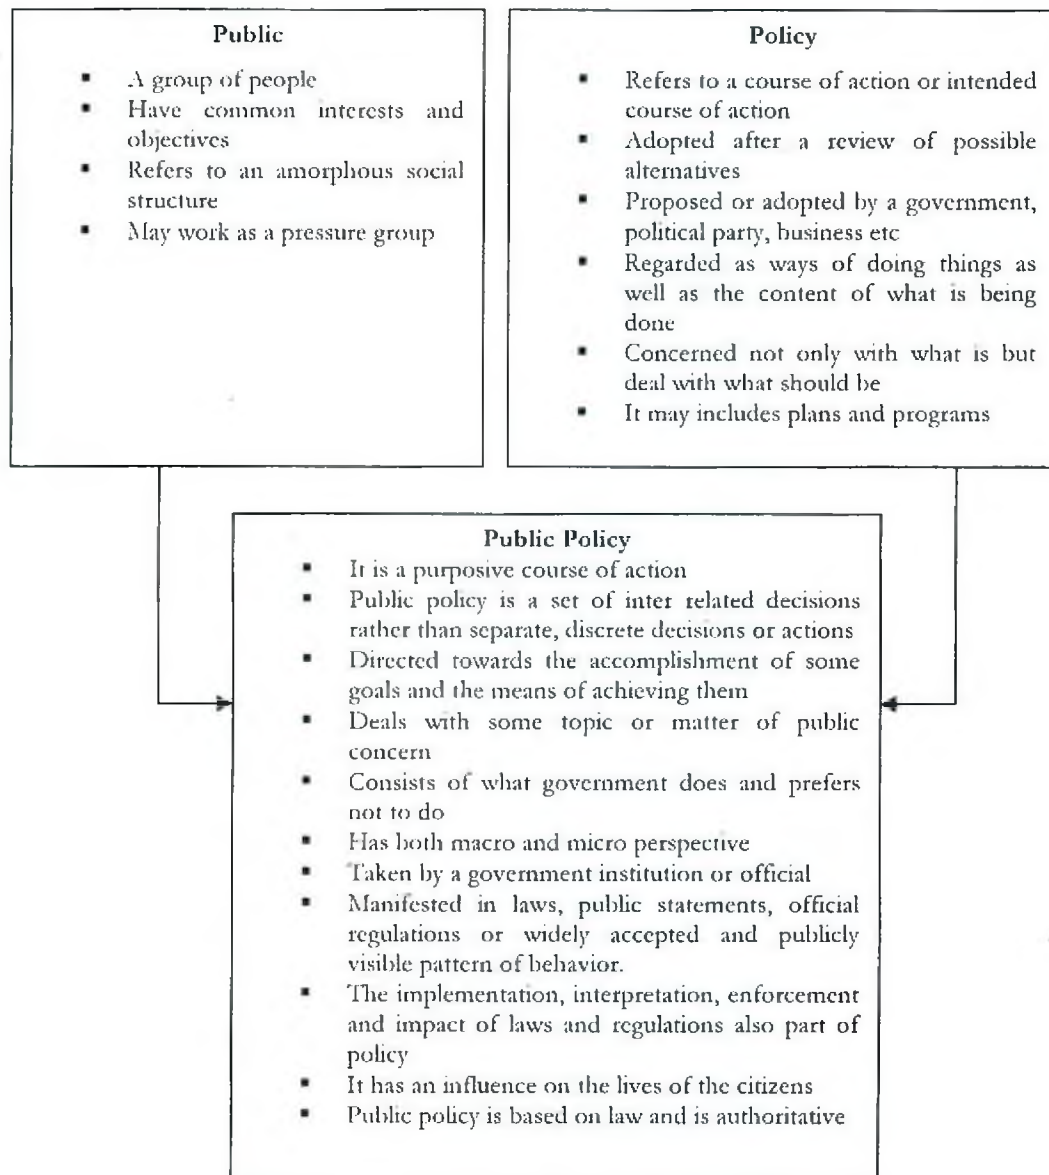 Public
▪ A group of people
▪ Have common interests and
objectives
▪ Refers to an amorphous social
structure
▪ May work as a pressure group
Policy
▪ Refers to a course of action or intended
course of action
▪ Adopted after a review of possible
alternatives
▪ Proposed or adopted by a government,
political party, business etc
▪ Regarded as ways of doing things as
well as the content of what is being
done
▪ Concerned not only with what is but
deal with what should be
▪ It may includes plans and programs
Public Policy
▪ It is a purposive course of action
▪ Public policy is a set of inter related decisions
rather than separate, discrete decisions or actions
▪ Directed towards the accomplishment of some
goals and the means of achieving them
▪ Deals with some topic or matter of public
concern
▪ Consists of what government does and prefers
not to do
▪ Has both macro and micro perspective
▪ Taken by a government institution or official
▪ Manifested in laws, public statements, official
regulations or widely accepted and publicly
visible pattern of behavior.
▪ The implementation, interpretation, enforcement
and impact of laws and regulations also part of
policy
▪ It has an influence on the lives of the citizens
▪ Public policy is based on law and is authoritative